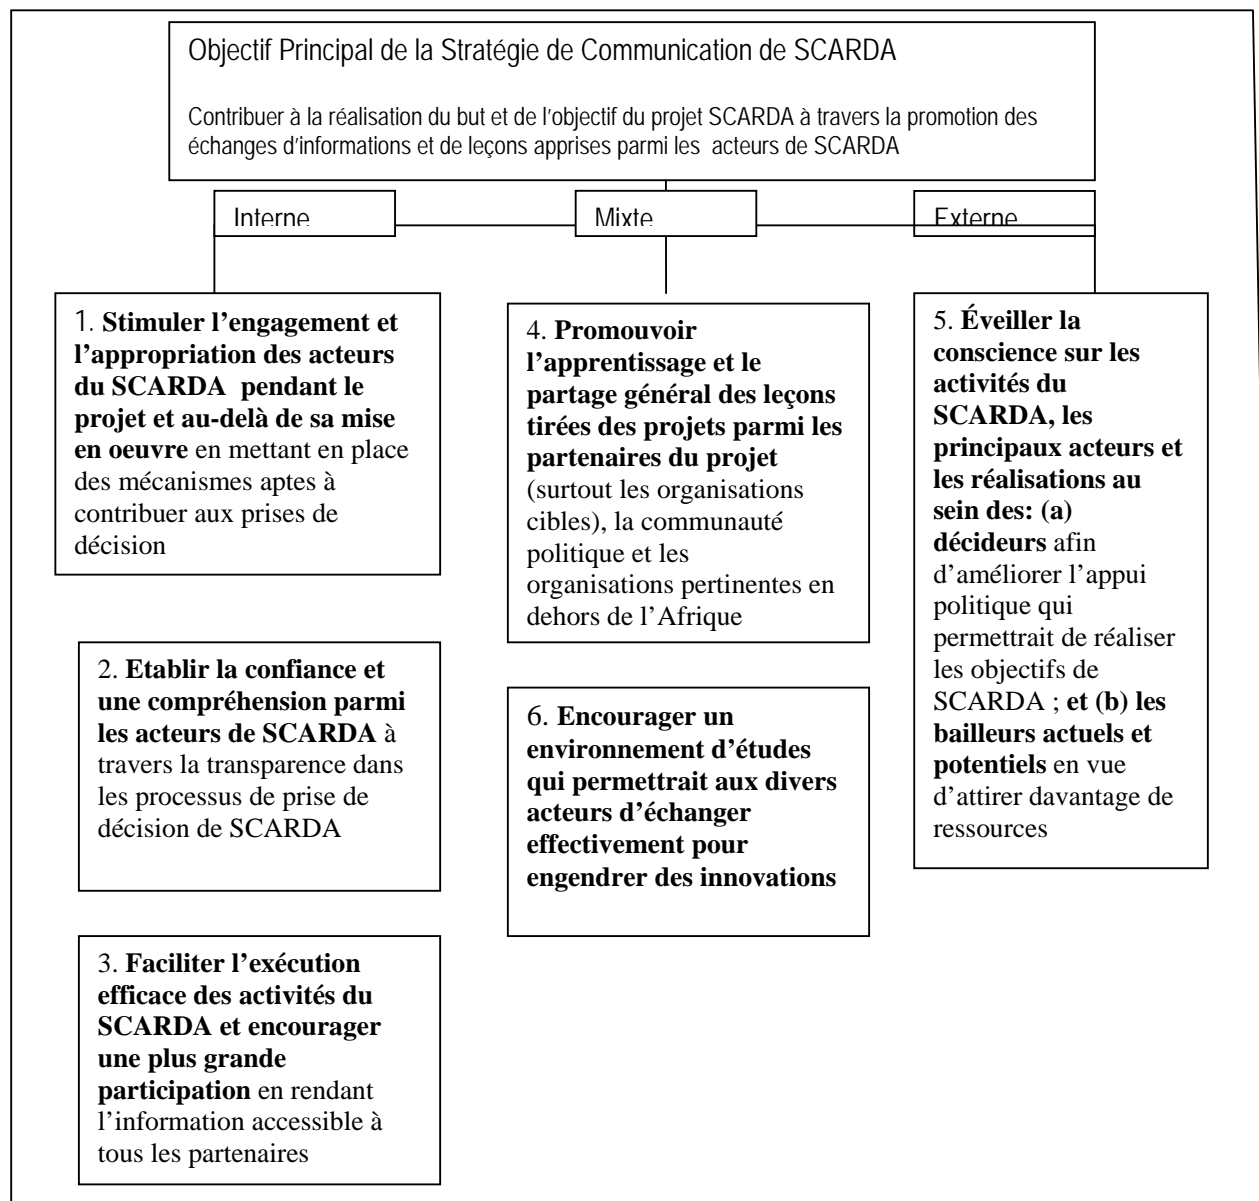 Objectif Principal de la Stratégie de Communication de SCARDA
Contribuer à la réalisation du but et de l'objectif du projet SCARDA à travers la promotion des
échanges d'informations et de leçons apprises parmi les acteurs de SCARDA
Interne
Mixte
Externe
1. Stimuler l'engagement et
l'appropriation des acteurs
du SCARDA pendant le
projet et au-delà de sa mise
en oeuvre en mettant en place
des mécanismes aptes à
contribuer aux prises de
décision
2. Etablir la confiance et
une compréhension parmi
les acteurs de SCARDA à
travers la transparence dans
les processus de prise de
décision de SCARDA
3. Faciliter l'exécution
efficace des activités du
SCARDA et encourager
une plus grande
participation en rendant
l'information accessible à
tous les partenaires
4. Promouvoir
l'apprentissage et le
partage général des leçons
tirées des projets parmi les
partenaires du projet
(surtout les organisations
cibles), la communauté
politique et les
organisations pertinentes en
dehors de l'Afrique
6. Encourager un
environnement d'études
qui permettrait aux divers
acteurs d'échanger
effectivement pour
engendrer des innovations
5. Éveiller la
conscience sur les
activités du
SCARDA, les
principaux acteurs et
les réalisations au
sein des: (a)
décideurs afin
d'améliorer l'appui
politique qui
permettrait de réaliser
les objectifs de
SCARDA ; et (b) les
bailleurs actuels et
potentiels en vue
d'attirer davantage de
ressources